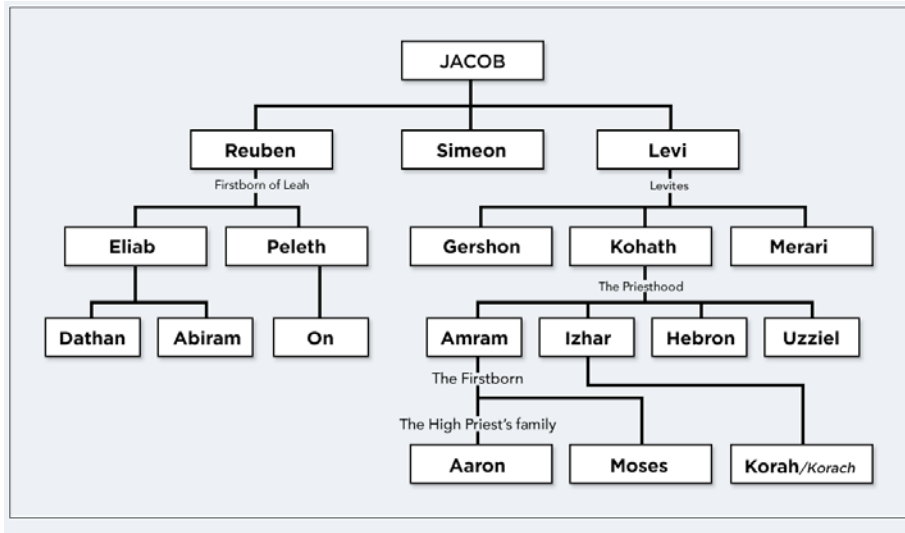 JACOB
Reuben
Simeon
Levi
Firstborn of Leah
Levites
Eliab
Peleth
Gershon
Kohath
Merari
The Priesthood
Dathan
Abiram
On
Amram
Izhar
Hebron
Uzziel
The Firstborn
The High Priest's family
Aaron
Moses
Korah/Korach